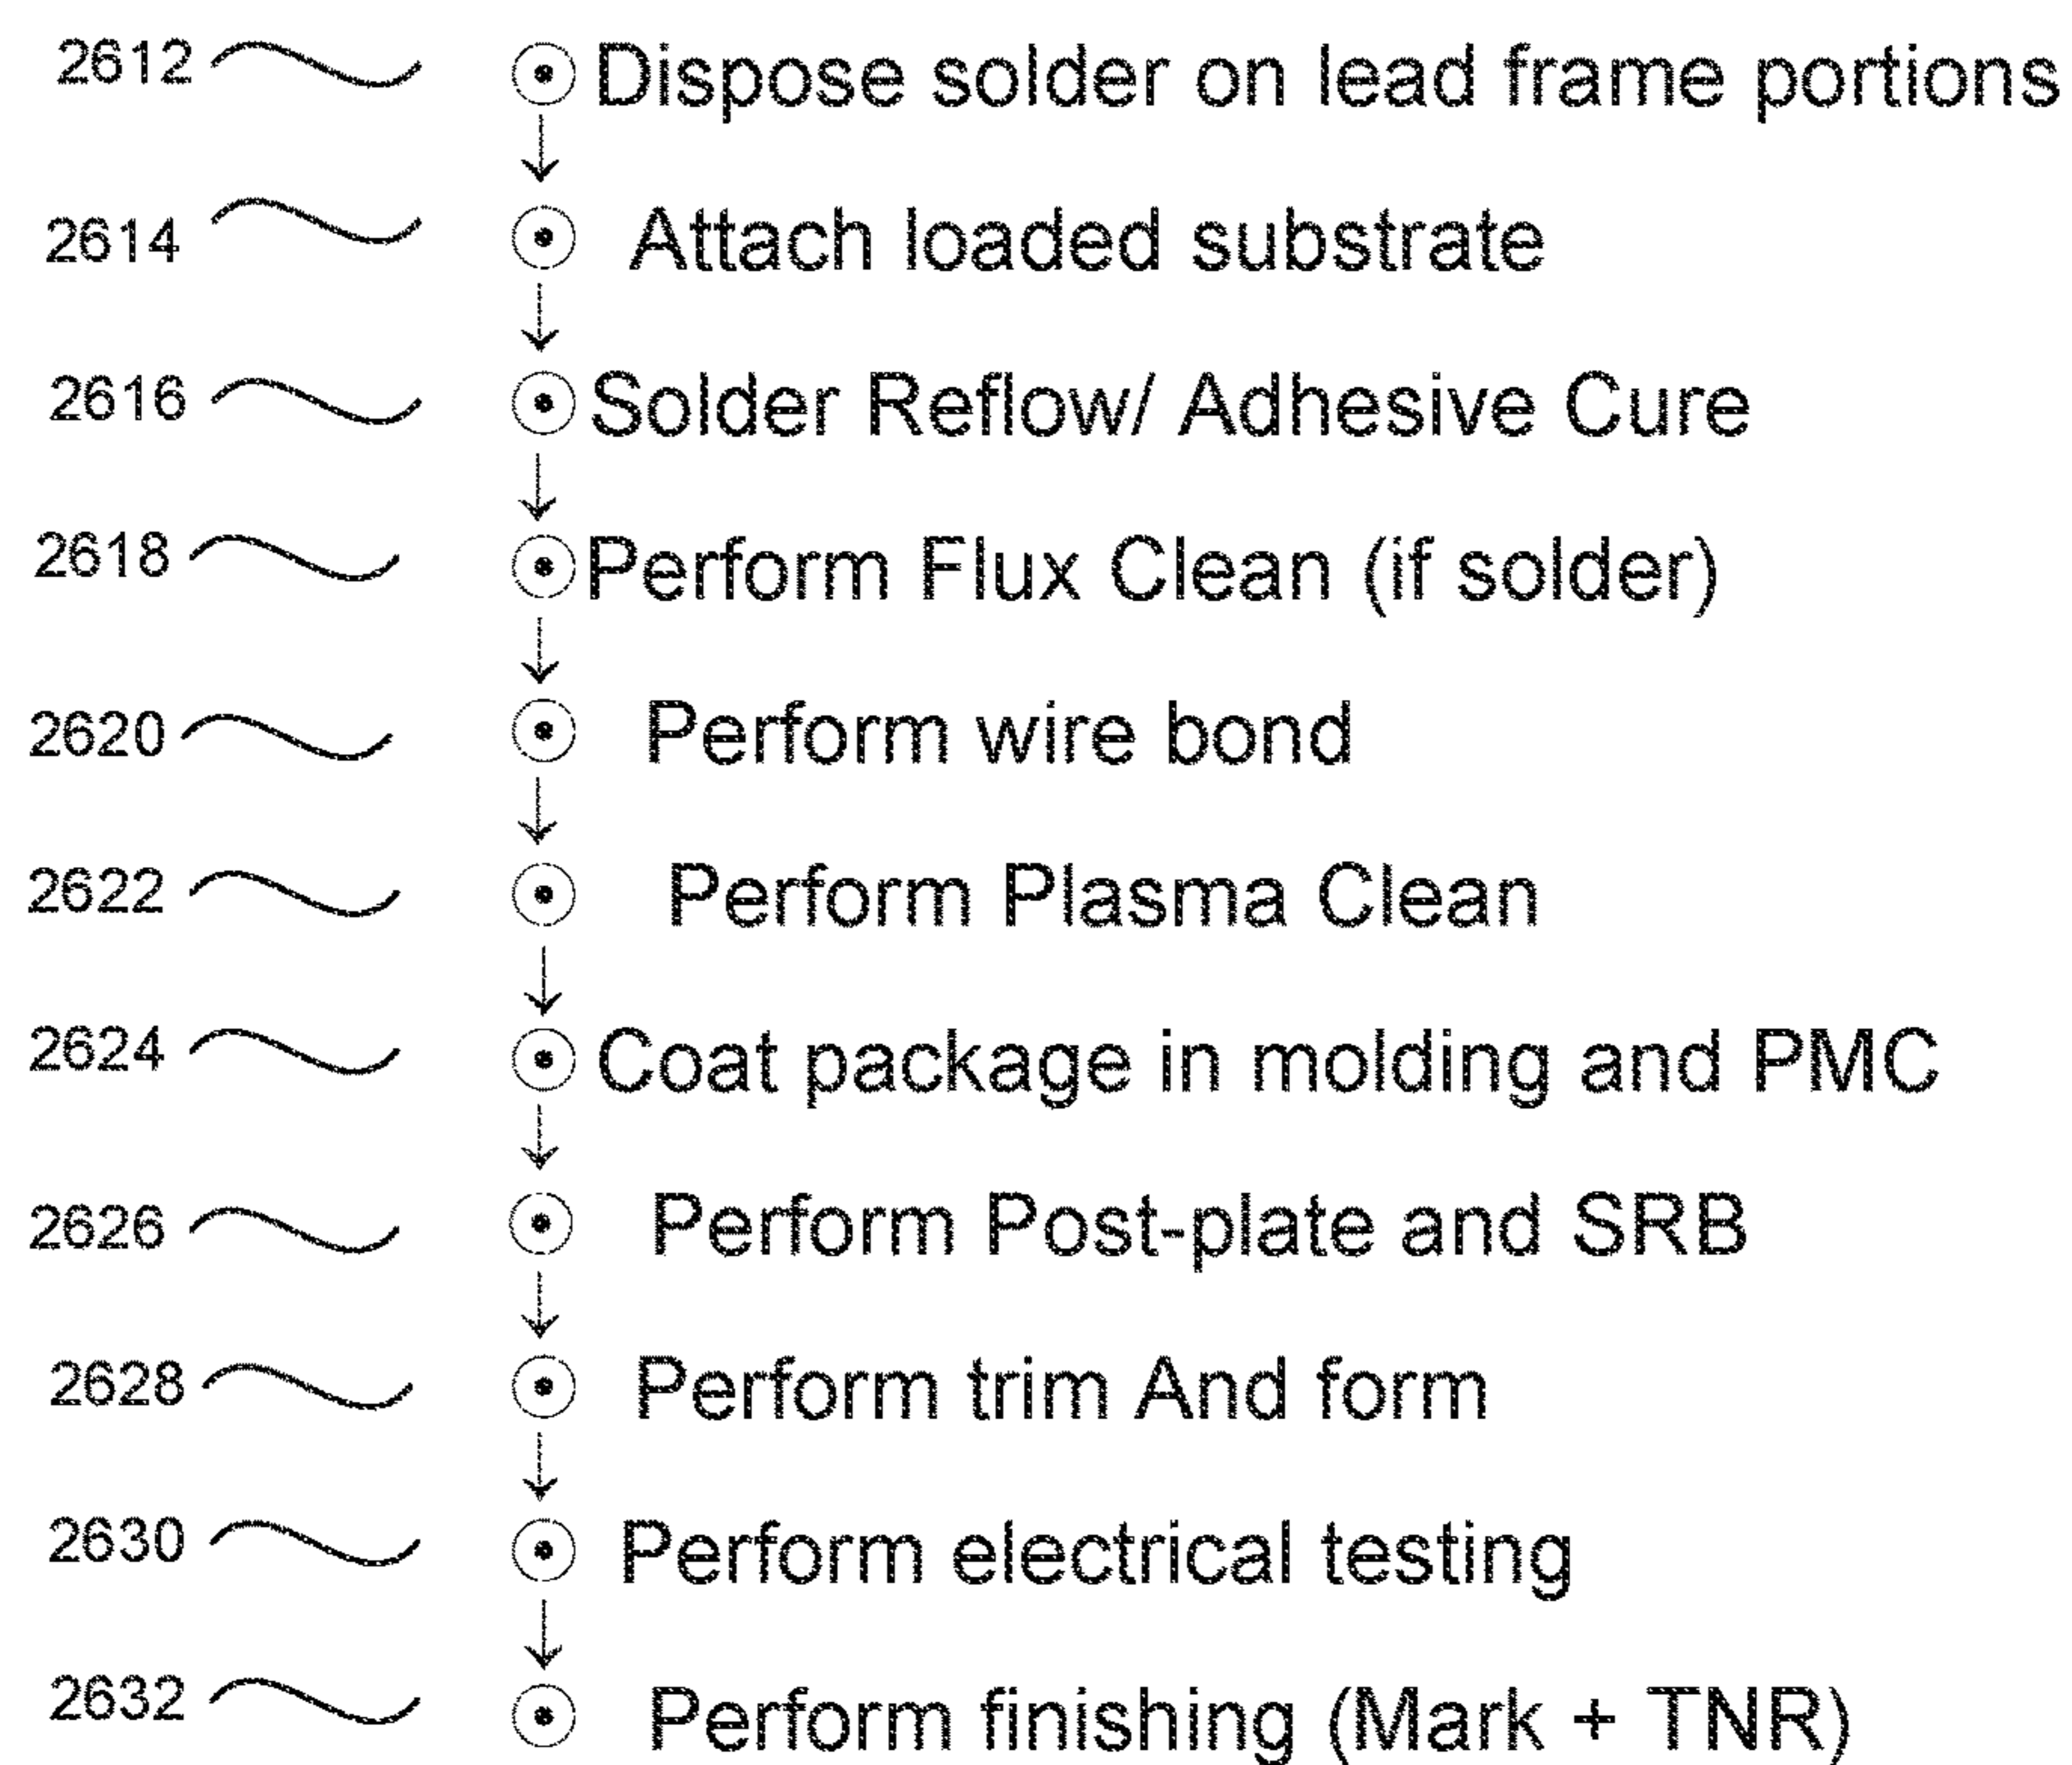 2612 Dispose solder on lead frame portions
2614 Attach loaded substrate
2616 Solder Reflow/ Adhesive Cure
2618 Perform Flux Clean (if solder)
2620 Perform wire bond
2622 Perform Plasma Clean
2624 Coat package in molding and PMC
2626 Perform Post-plate and SRB
2628 Perform trim And form
2630 Perform electrical testing
2632 Perform finishing (Mark + TNR)